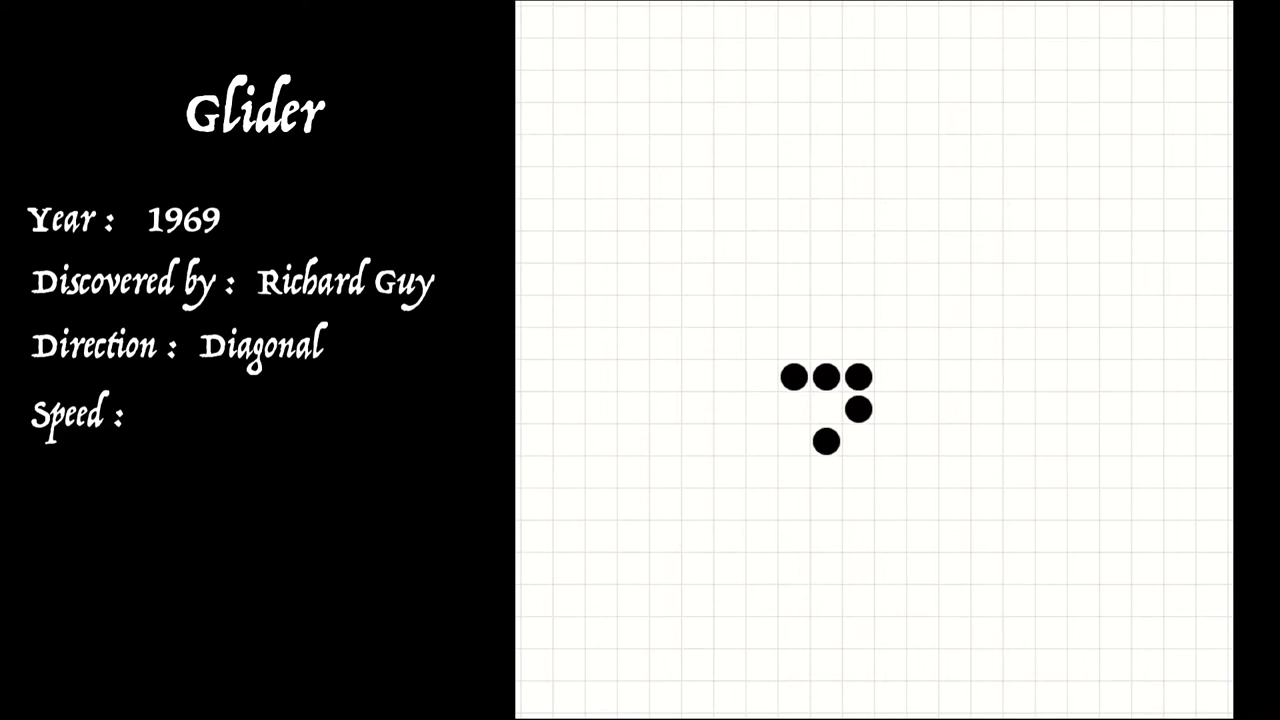 Glider
Year : 1969
Discovered by : Richard Guy
Direction : Diagonal
Speed :